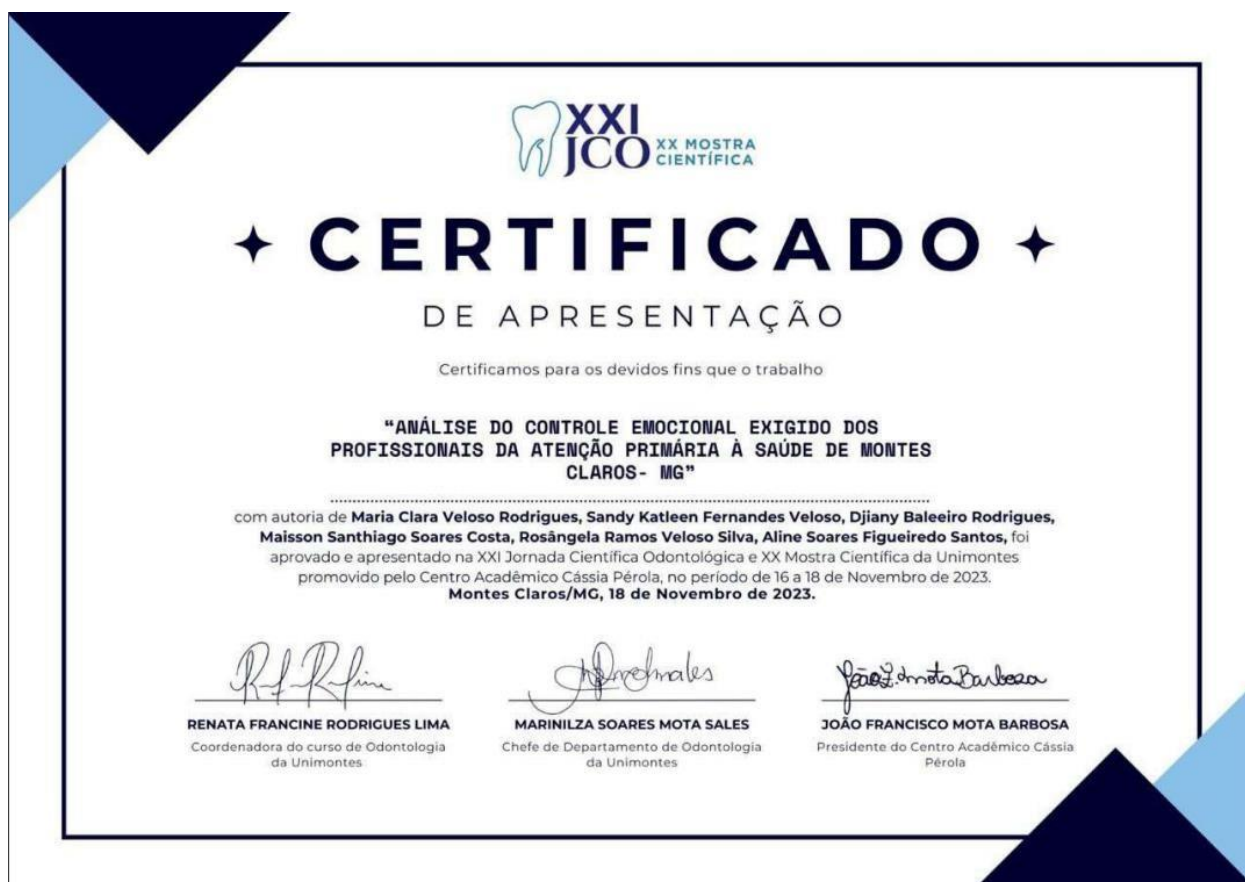 XXI
JCO XX MOSTRA
CIENTÍFICA
CERTIFICADO
DE APRESENTAÇÃO
Certificamos para os devidos fins que o trabalho
“ANÁLISE DO CONTROLE EMOCIONAL EXIGIDO DOS
PROFISSIONAIS DA ATENÇÃO PRIMÁRIA À SAÚDE DE MONTES
CLAROS- MG”
com autoria de Maria Clara Veloso Rodrigues, Sandy Katleen Fernandes Veloso, Djiany Baleeiro Rodrigues,
Maisson Santhiago Soares Costa, Rosângela Ramos Veloso Silva, Aline Soares Figueiredo Santos, foi
aprovado e apresentado na XXI Jornada Científica Odontológica e XX Mostra Científica da Unimontes
promovido pelo Centro Acadêmico Cássia Pérola, no período de 16 a 18 de Novembro de 2023.
Montes Claros/MG, 18 de Novembro de 2023.
RENATA FRANCINE RODRIGUES LIMA
Coordenadora do curso de Odontologia
da Unimontes
MARINILZA SOARES MOTA SALES
Chefe de Departamento de Odontologia
da Unimontes
João F. Mota Barbosa
JOÃO FRANCISCO MOTA BARBOSA
Presidente do Centro Acadêmico Cássia
Pérola